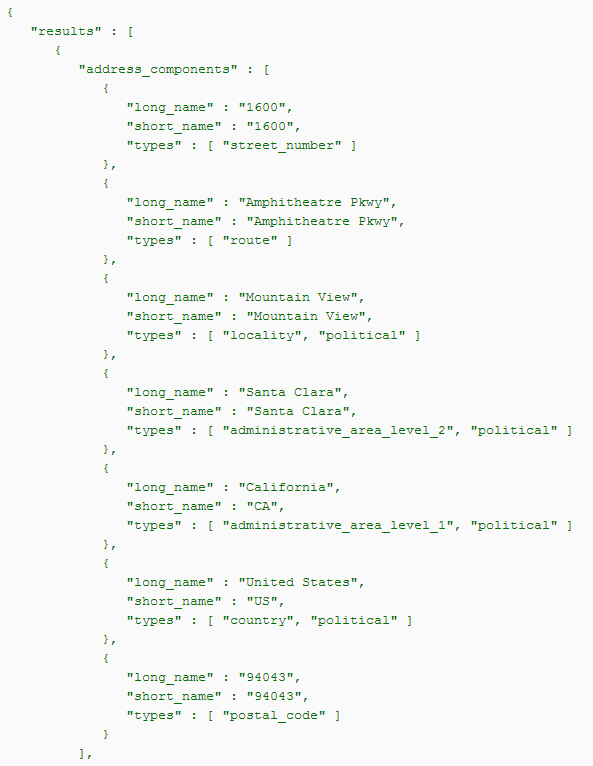 {
"results" : [
{
"address_components" : [
{
"long_name" : "1600",
"short_name" : "1600",
"types" : [ "street_number" ]
},
{
"long_name" : "Amphitheatre Pkwy",
"short_name" : "Amphitheatre Pkwy",
"types" : [ "route" ]
},
{
"long_name" : "Mountain View",
"short_name" : "Mountain View",
"types" : [ "locality", "political" ]
},
{
"long_name" : "Santa Clara",
"short_name" : "Santa Clara",
"types" : [ "administrative_area_level_2", "political" ]
},
{
"long_name" : "California",
"short_name" : "CA",
"types" : [ "administrative_area_level_1", "political" ]
},
{
"long_name" : "United States",
"short_name" : "US",
"types" : [ "country", "political" ]
},
{
"long_name" : "94043",
"short_name" : "94043",
"types" : [ "postal_code" ]
}
],